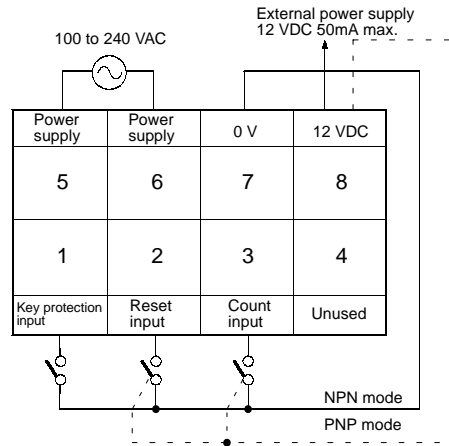 External power supply
12 VDC 50mA max.
100 to 240 VAC
Power supply
Power supply
0 V
12 VDC
5
6
7
8
1
2
3
4
Key protection input
Reset input
Count input
Unused
NPN mode
PNP mode